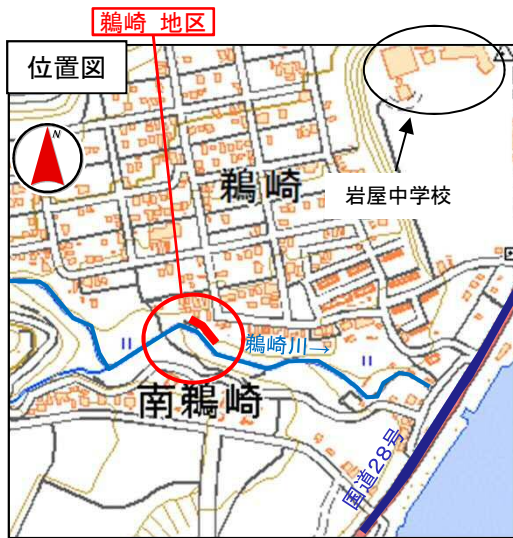 鵜崎 地区
位置図
N
岩屋中学校
鵜崎
鵜崎川→
南鵜崎
国道28号